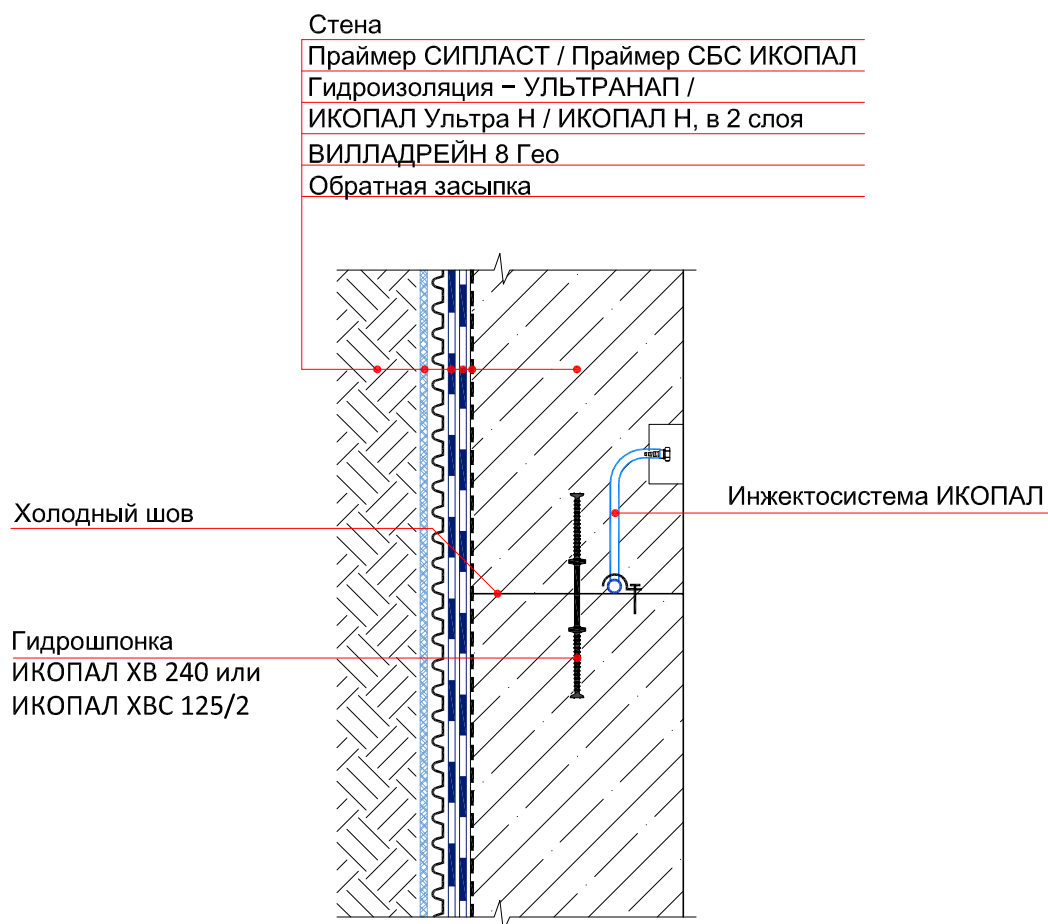 Стена
Праймер СИПЛАСТ / Праймер СБС ИКОПАЛ
Гидроизоляция – УЛЬТРАНАП /
ИКОПАЛ Ультра Н / ИКОПАЛ Н, в 2 слоя
ВИЛЛАДРЕЙН 8 Гео
Обратная засыпка
Инжектосистема ИКОПАЛ
Холодный шов
Гидрошпонка
ИКОПАЛ ХВ 240 или
ИКОПАЛ ХВС 125/2